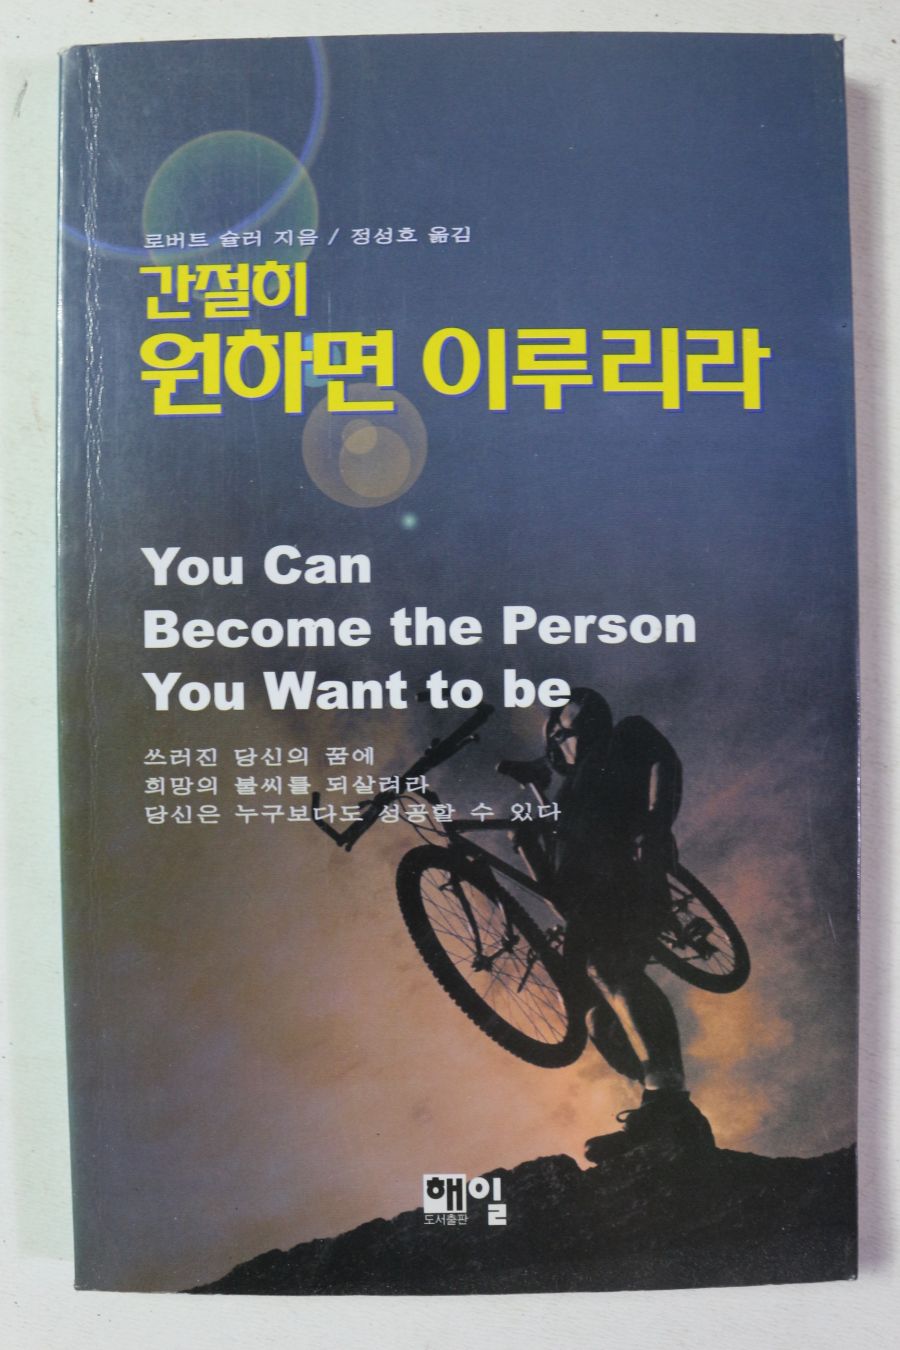 로버트 슐러 지음 / 정성호 옮김
간절히
원하면 이루리라
You Can
Become the Person
You Want to be
쓰러진 당신의 꿈에
희망의 불씨를 되살려라
당신은 누구보다도 성공할 수 있다
해일
도서출판